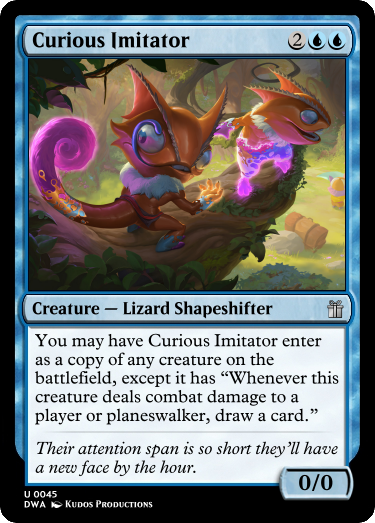 Curious Imitator 2
Creature — Lizard Shapeshifter
You may have Curious Imitator enter
as a copy of any creature on the
battlefield, except it has “Whenever this
creature deals combat damage to a
player or planeswalker, draw a card.”
Their attention span is so short they’ll have
a new face by the hour.
0/0
U 0045
DWA Kudos Productions